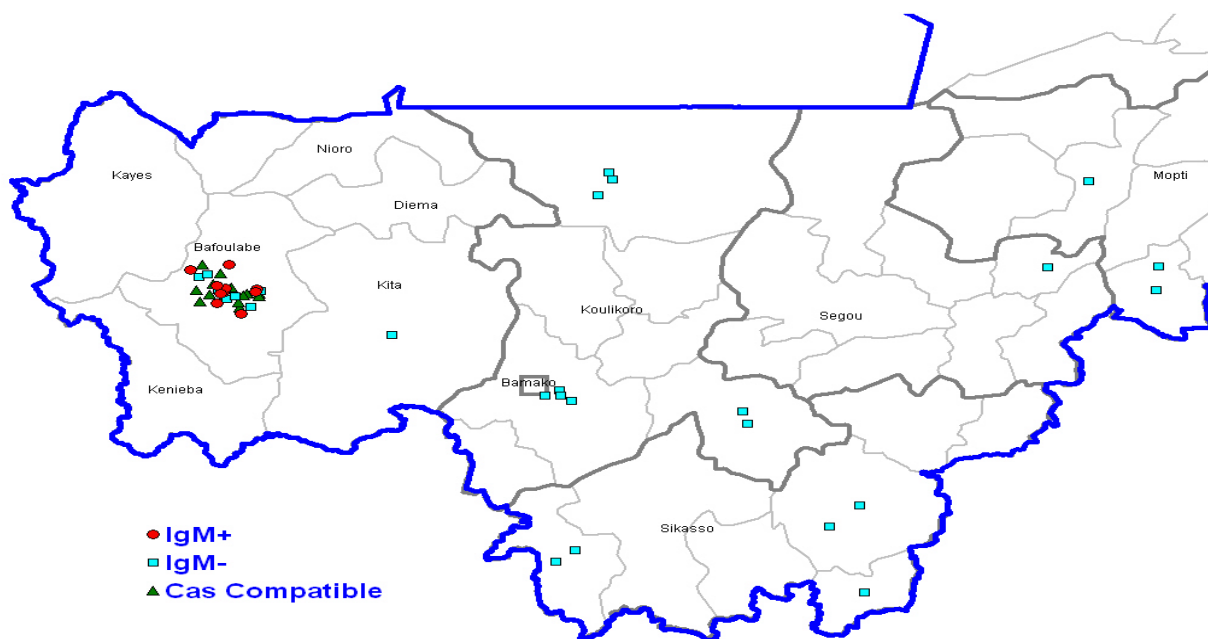 Nioro
Kayes
Mopti
Diema
Bafoulabe
Kita
Koulikoro
Segou
Bamako
Kenieba
Sikasso
IgM+
IgM-
Cas Compatible